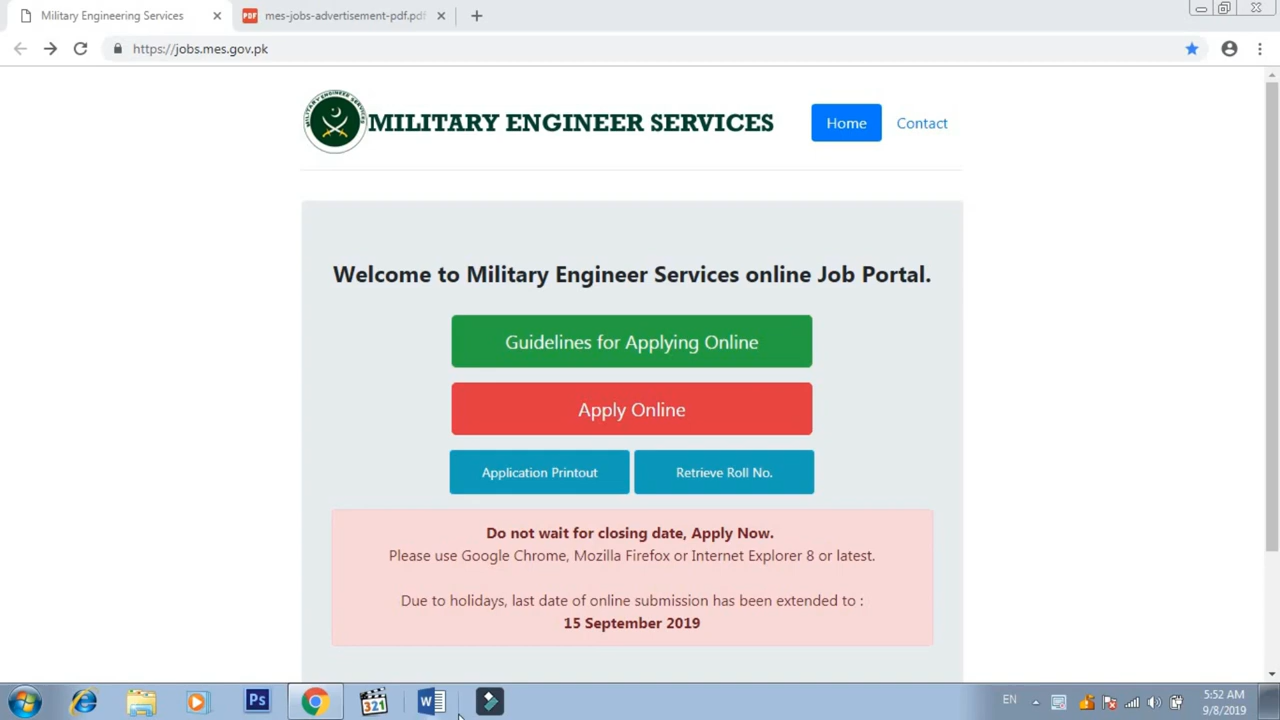 Military Engineering Services
mes-jobs-advertisement-pdf.pdf
https://jobs.mes.gov.pk
MILITARY ENGINEER SERVICES
Home
Contact
Welcome to Military Engineer Services online Job Portal.
Guidelines for Applying Online
Apply Online
Application Printout
Retrieve Roll No.
Do not wait for closing date, Apply Now.
Please use Google Chrome, Mozilla Firefox or Internet Explorer 8 or latest.
Due to holidays, last date of online submission has been extended to :
15 September 2019
Ps
321
W
EN
5:52 AM
9/8/2019